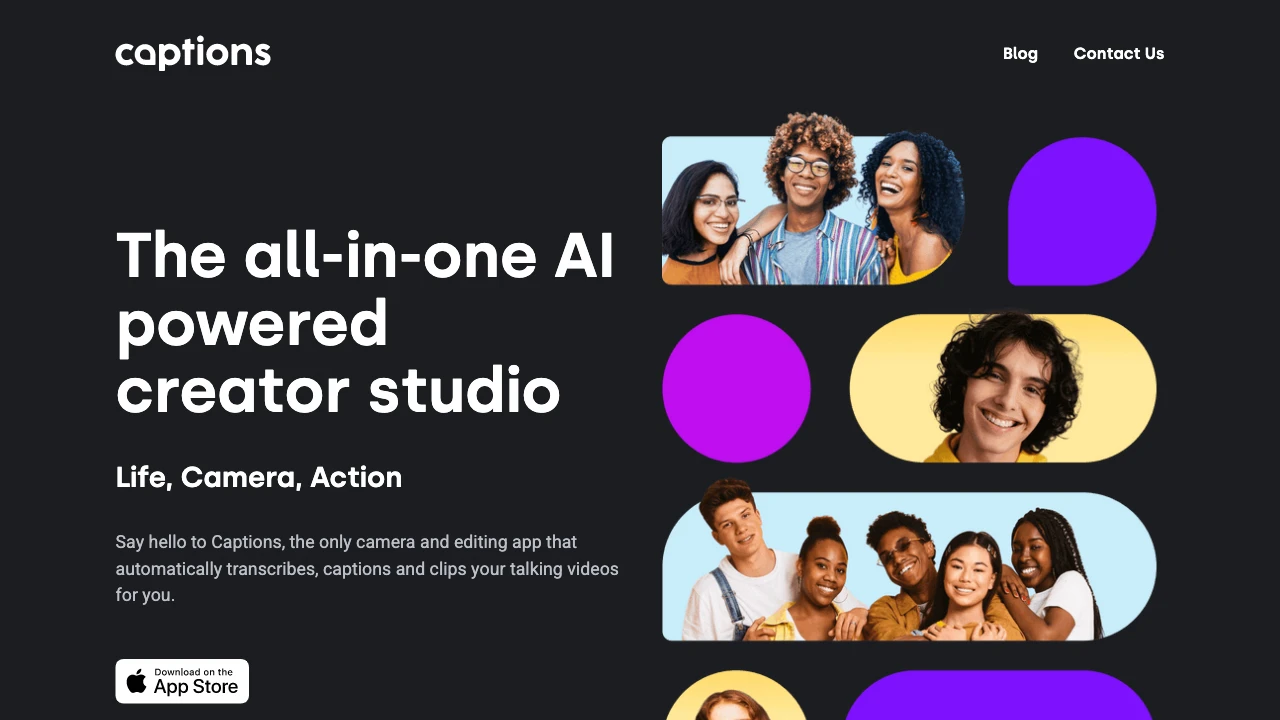 captions
Blog
Contact Us
The all-in-one AI
powered
creator studio
Life, Camera, Action
Say hello to Captions, the only camera and editing app that
automatically transcribes, captions and clips your talking videos
for you.
Download on the
App Store